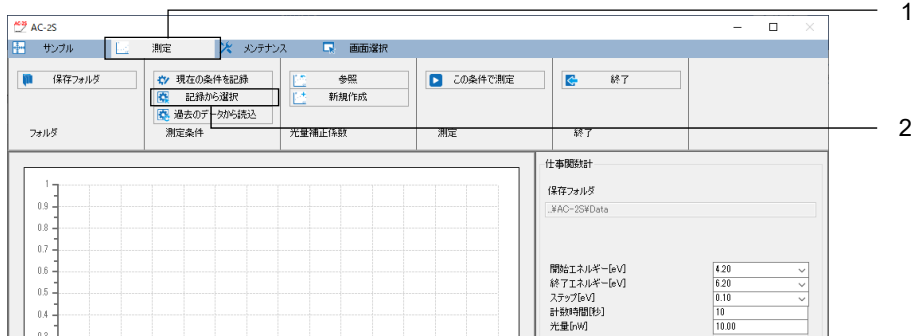 1
AC-2S
サンプル 測定 メンテナンス 画面選択
保存フォルダ 現在の条件を記録 参照 この条件で測定 終了
記録から選択 新規作成
2
過去のデータから読込
フォルダ 測定条件 光量補正係数 測定 終了
仕事関数計
保存フォルダ
..¥AC-2S¥Data
1
0.9
0.8
0.7
0.6
0.5
0.4
0.3
開始エネルギー[eV] 4.20
終了エネルギー[eV] 6.20
ステップ[eV] 0.10
計数時間[秒] 10
光量[nW] 10.00